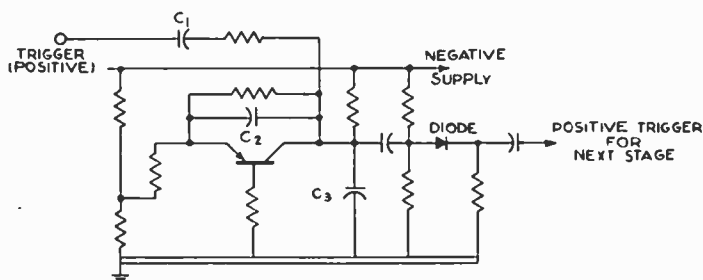 C1
TRIGGER
(POSITIVE)
NEGATIVE
SUPPLY
C2
DIODE
POSITIVE TRIGGER
FOR
NEXT STAGE
C3